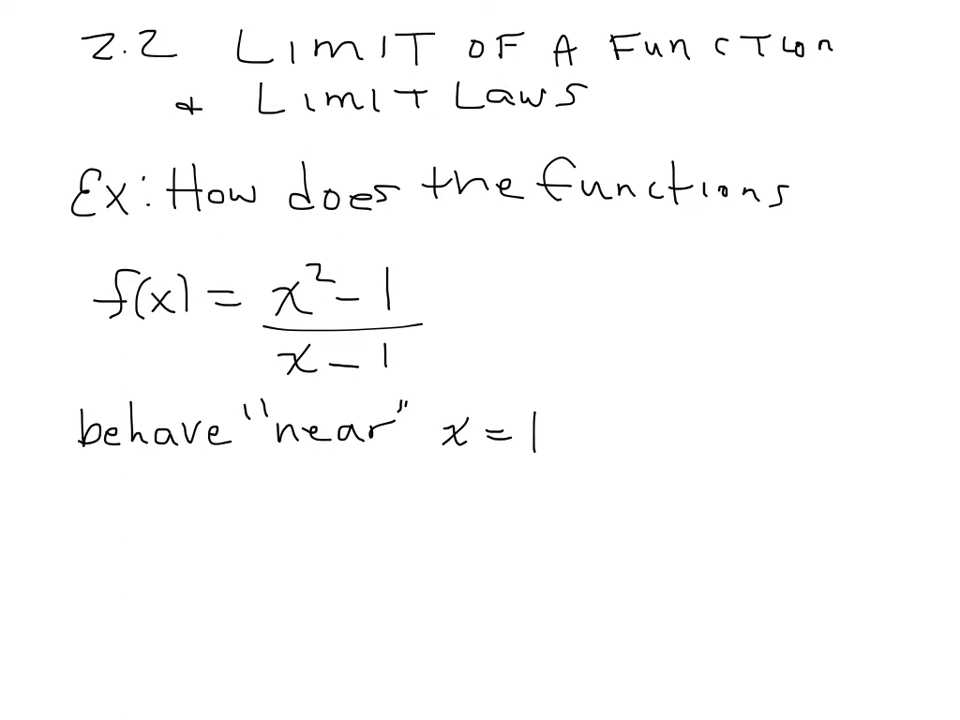 2.2 LIMIT OF A FUNCTION
& LIMIT LAWS
Ex: How does the functions
f(x) = x² - 1
x - 1
behave "near" x = 1